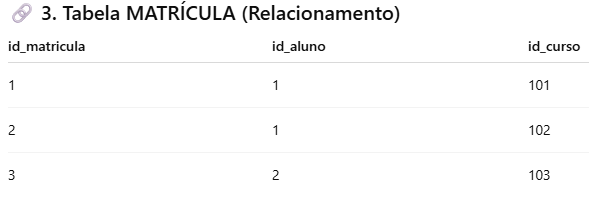 3. Tabela MATRÍCULA (Relacionamento)
id_matricula id_aluno id_curso
1 1 101
2 1 102
3 2 103